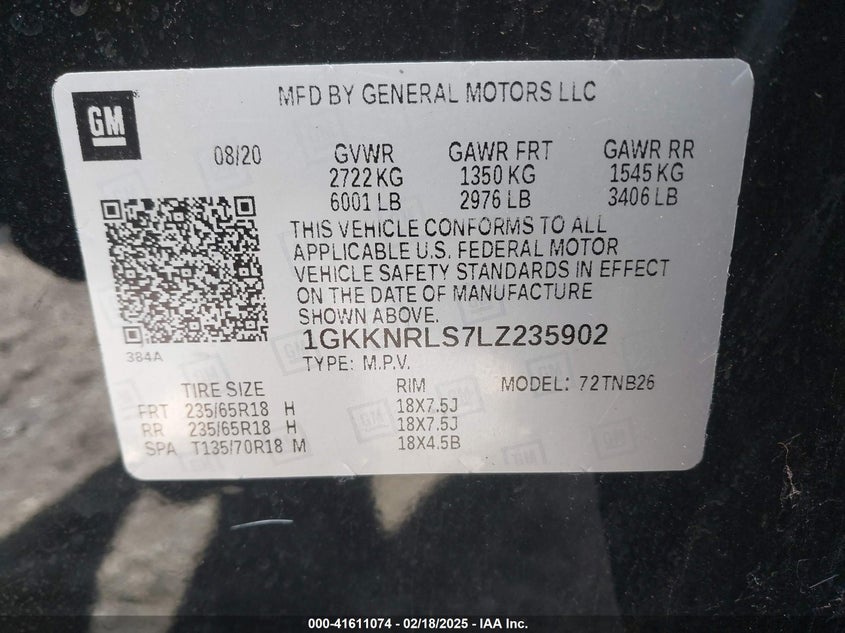 MFD BY GENERAL MOTORS LLC
GM
08/20 GVWR GAWR FRT GAWR RR
2722 KG 1350 KG 1545 KG
6001 LB 2976 LB 3406 LB
THIS VEHICLE CONFORMS TO ALL
APPLICABLE U.S. FEDERAL MOTOR
VEHICLE SAFETY STANDARDS IN EFFECT
ON THE DATE OF MANUFACTURE
SHOWN ABOVE.
1GKKNRLS7LZ235902
384A
TYPE: M.P.V.
TIRE SIZE RIM MODEL: 72TNB26
FRT 235/65R18 H 18X7.5J
RR 235/65R18 H 18X7.5J
SPA T135/70R18 M 18X4.5B
000-41611074 - 02/18/2025 - IAA Inc.